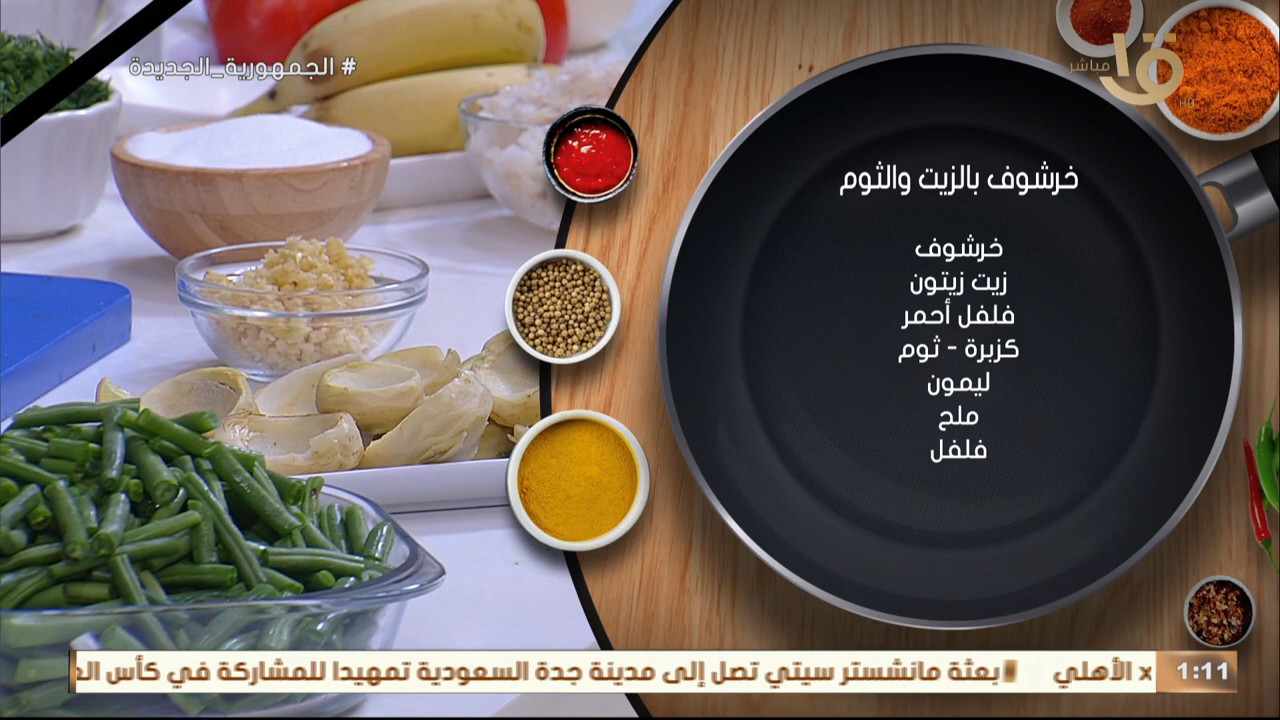 # الجمهورية_الجديدة
مباشر
HD
خرشوف بالزيت والثوم
خرشوف
زيت زيتون
فلفل أحمر
كزبرة - ثوم
ليمون
ملح
فلفل
1:11
x الأهلي
بعثة مانشستر سيتي تصل إلى مدينة جدة السعودية تمهيدا للمشاركة في كأس